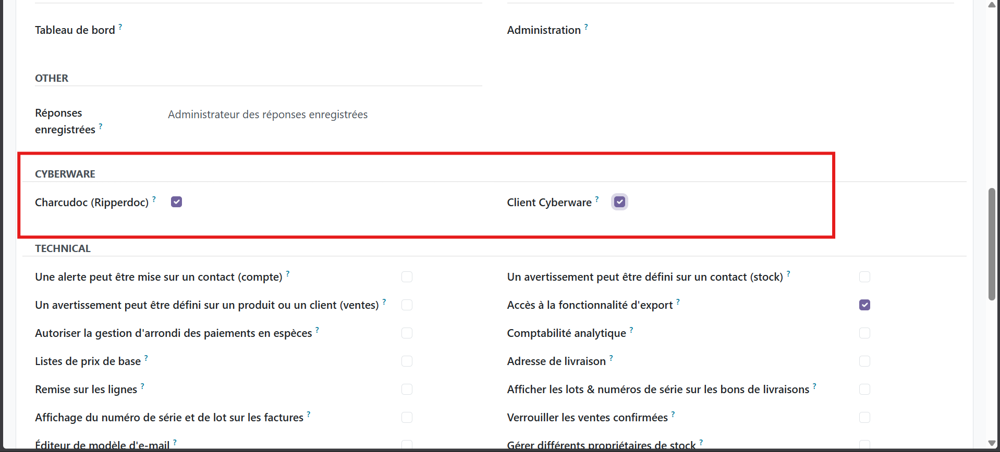 Tableau de bord ?
Administration ?
OTHER
Réponses
enregistrées ?
Administrateur des réponses enregistrées
CYBERWARE
Charcudoc (Ripperdoc) ?
Client Cyberware ?
TECHNICAL
Une alerte peut être mise sur un contact (compte) ?
Un avertissement peut être défini sur un contact (stock) ?
Un avertissement peut être défini sur un produit ou un client (ventes) ?
Accès à la fonctionnalité d'export ?
Autoriser la gestion d'arrondi des paiements en espèces ?
Comptabilité analytique ?
Listes de prix de base ?
Adresse de livraison ?
Remise sur les lignes ?
Afficher les lots & numéros de série sur les bons de livraisons ?
Affichage du numéro de série et de lot sur les factures ?
Verrouiller les ventes confirmées ?
Éditeur de modèle d'e-mail ?
Gérer différents propriétaires de stock ?